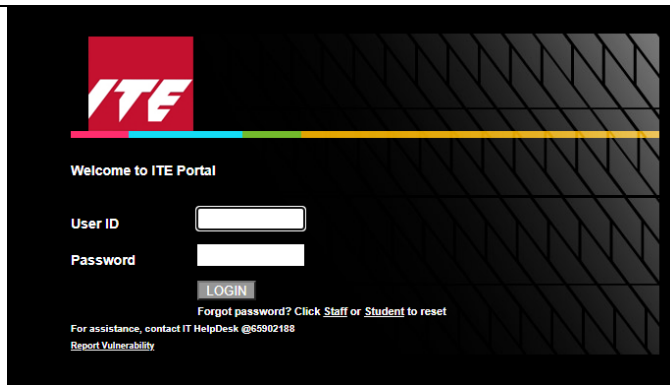 ITE
Welcome to ITE Portal
User ID
Password
LOGIN
Forgot password? Click Staff or Student to reset
For assistance, contact IT HelpDesk @65902188
Report Vulnerability